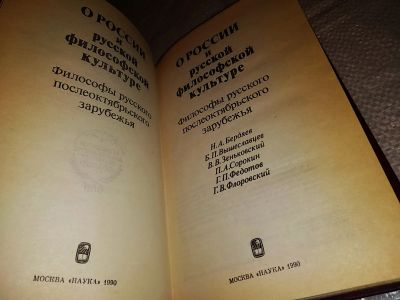 О РОССИИ
и
русской
философской
культуре
Философы русского
послеоктябрьского
зарубежья
МОСКВА «НАУКА» 1990
О РОССИИ
и
русской
философской
культуре
Философы русского
послеоктябрьского
зарубежья
Н.А.Бердяев
Б.П.Вышеславцев
В.В.Зеньковский
П.А.Сорокин
Г.П.Федотов
Г.В.Флоровский
МОСКВА «НАУКА» 1990